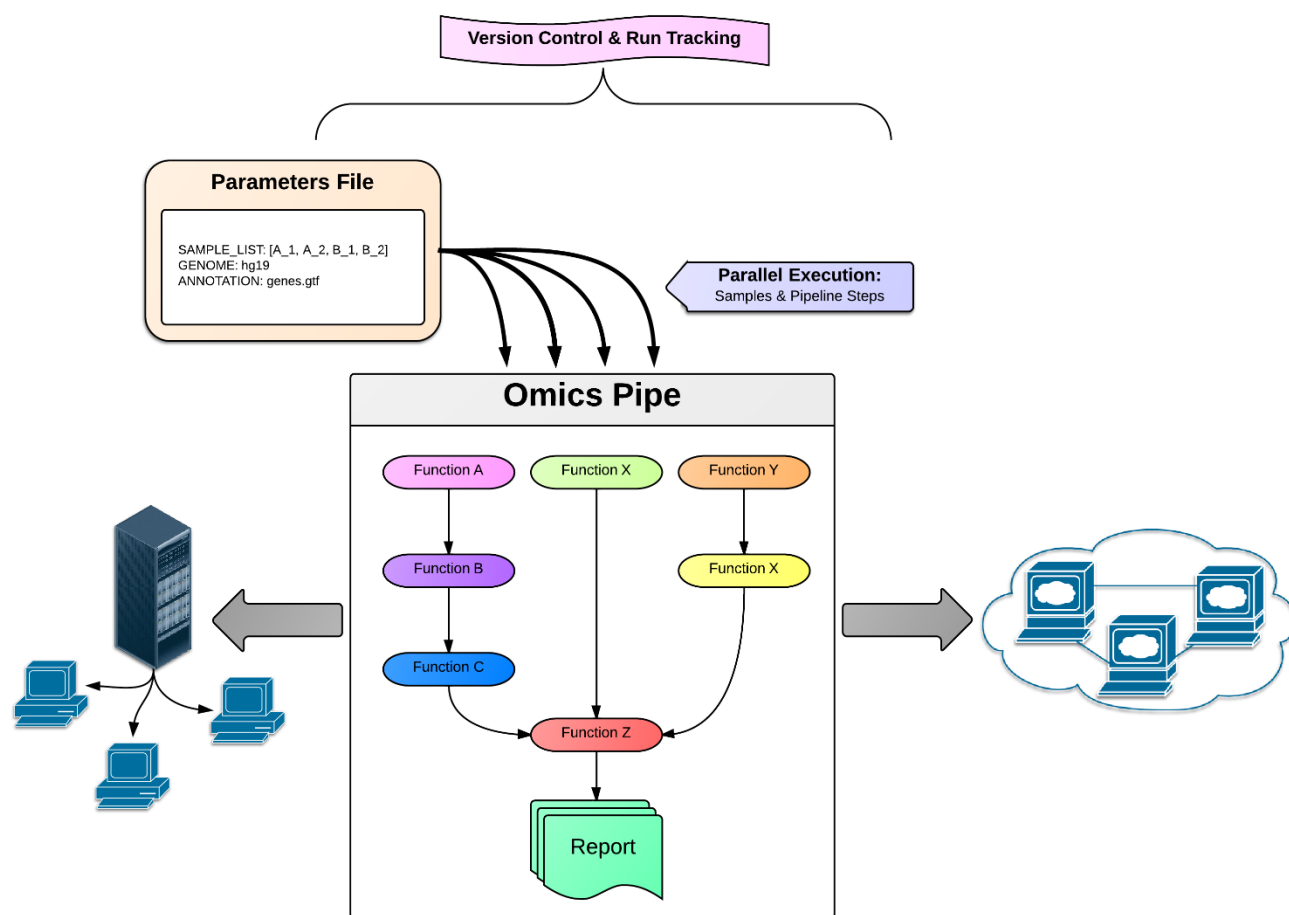 Version Control & Run Tracking
Parameters File
SAMPLE_LIST: [A_1, A_2, B_1, B_2]
GENOME: hg19
ANNOTATION: genes.gtf
Parallel Execution:
Samples & Pipeline Steps
Omics Pipe
Function A
Function X
Function Y
Function B
Function X
Function C
Function Z
Report